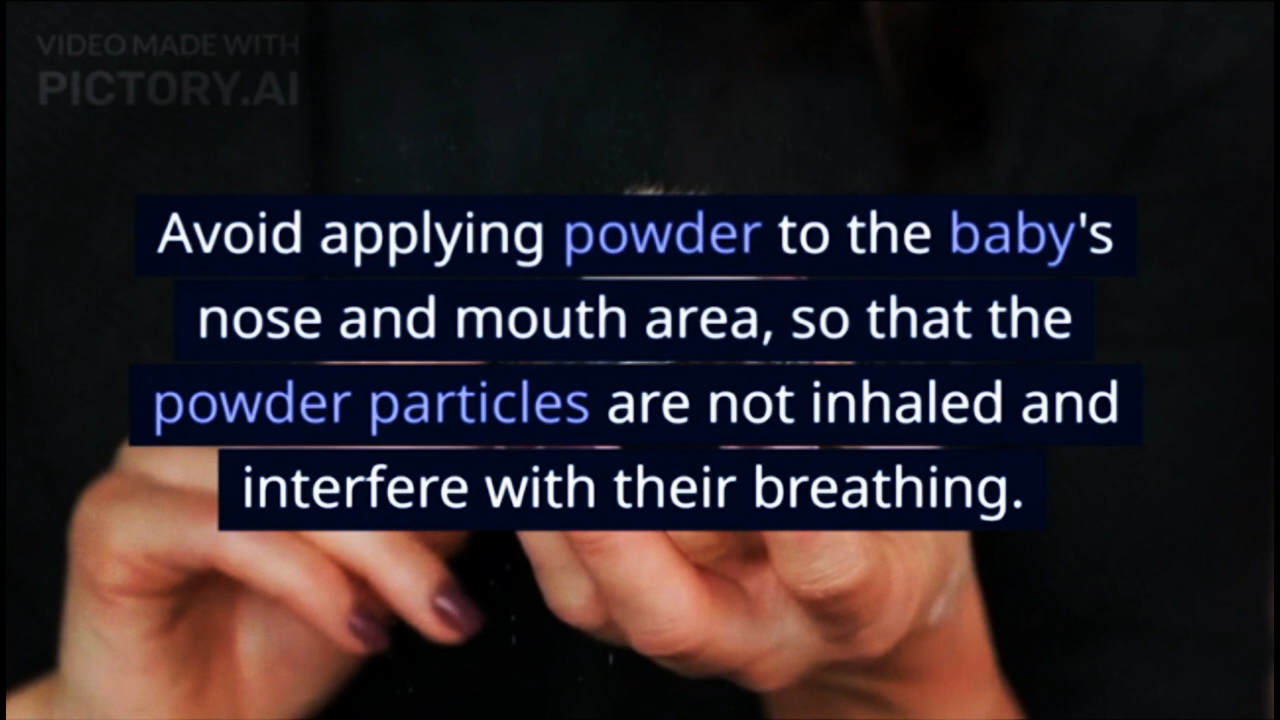 VIDEO MADE WITH
PICTORY.AI
Avoid applying powder to the baby's
nose and mouth area, so that the
powder particles are not inhaled and
interfere with their breathing.